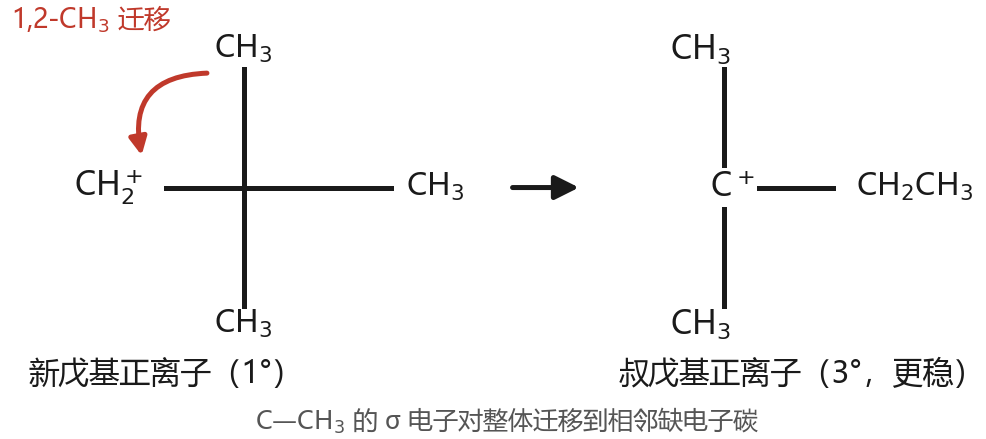 1,2-CH₃ 迁移
CH₃
CH₃
CH₂⁺
CH₃
C⁺
CH₂CH₃
CH₃
CH₃
新戊基正离子（1°）
叔戊基正离子（3°，更稳）
C—CH₃ 的 σ 电子对整体迁移到相邻缺电子碳